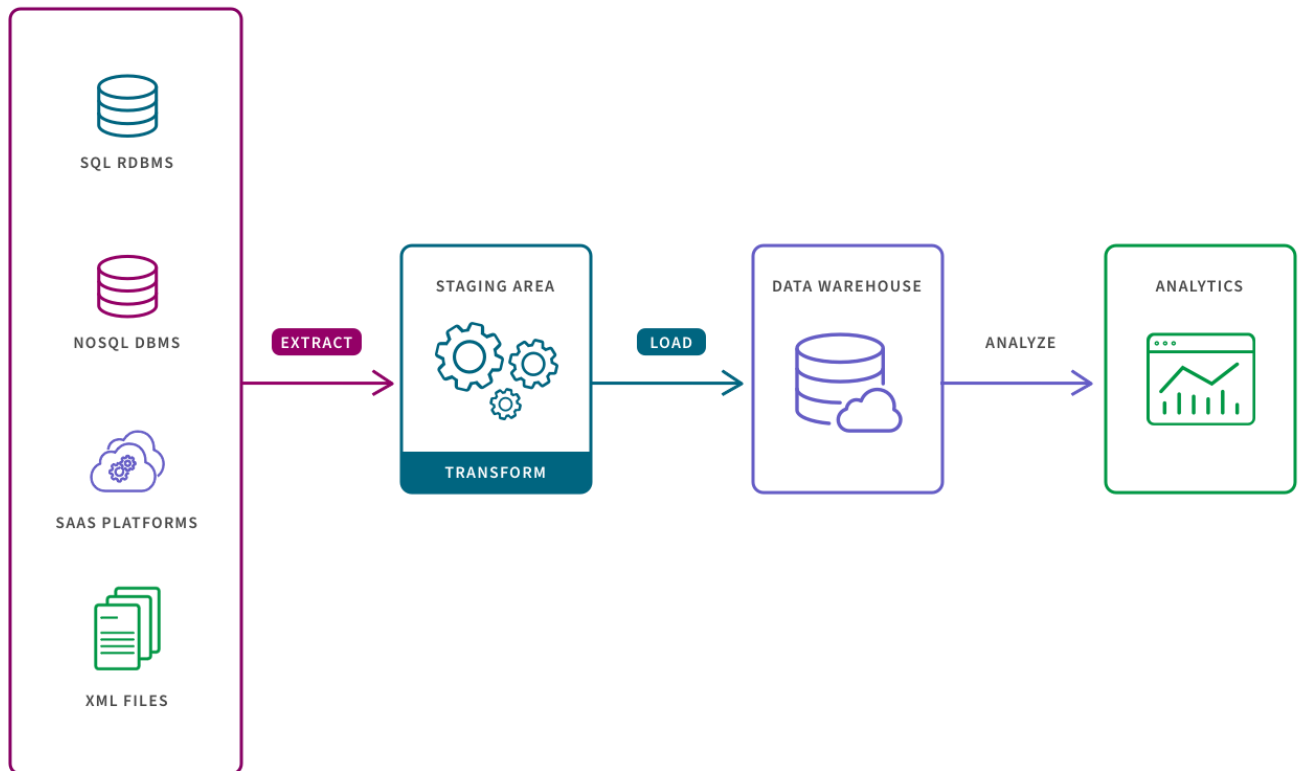 SQL RDBMS
NOSQL DBMS
SAAS PLATFORMS
XML FILES
EXTRACT
STAGING AREA
TRANSFORM
LOAD
DATA WAREHOUSE
ANALYZE
ANALYTICS